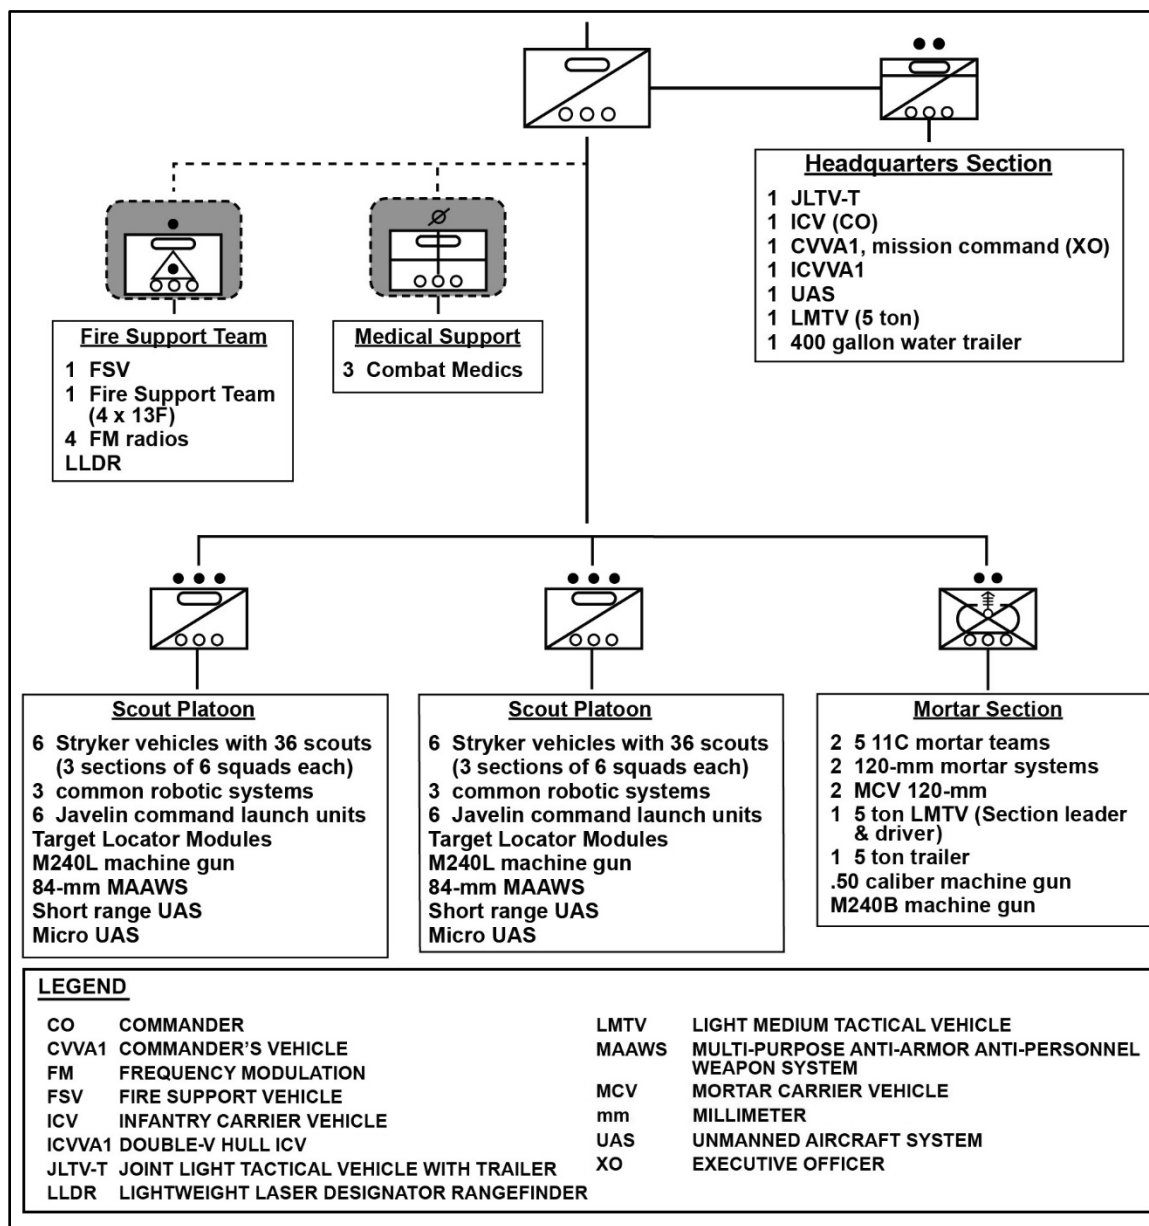 Headquarters Section
1 JLTV-T
1 ICV (CO)
1 CVVA1, mission command (XO)
1 ICVVA1
1 UAS
1 LMTV (5 ton)
1 400 gallon water trailer
Fire Support Team
1 FSV
1 Fire Support Team
(4 x 13F)
4 FM radios
LLDR
Medical Support
3 Combat Medics
Scout Platoon
6 Stryker vehicles with 36 scouts
(3 sections of 6 squads each)
3 common robotic systems
6 Javelin command launch units
Target Locator Modules
M240L machine gun
84-mm MAAWS
Short range UAS
Micro UAS
Scout Platoon
6 Stryker vehicles with 36 scouts
(3 sections of 6 squads each)
3 common robotic systems
6 Javelin command launch units
Target Locator Modules
M240L machine gun
84-mm MAAWS
Short range UAS
Micro UAS
Mortar Section
2 5 11C mortar teams
2 120-mm mortar systems
2 MCV 120-mm
1 5 ton LMTV (Section leader
& driver)
1 5 ton trailer
.50 caliber machine gun
M240B machine gun
LEGEND
CO COMMANDER
CVVA1 COMMANDER'S VEHICLE
FM FREQUENCY MODULATION
FSV FIRE SUPPORT VEHICLE
ICV INFANTRY CARRIER VEHICLE
ICVVA1 DOUBLE-V HULL ICV
JLTV-T JOINT LIGHT TACTICAL VEHICLE WITH TRAILER
LLDR LIGHTWEIGHT LASER DESIGNATOR RANGEFINDER
LMTV LIGHT MEDIUM TACTICAL VEHICLE
MAAWS MULTI-PURPOSE ANTI-ARMOR ANTI-PERSONNEL
WEAPON SYSTEM
MCV MORTAR CARRIER VEHICLE
mm MILLIMETER
UAS UNMANNED AIRCRAFT SYSTEM
XO EXECUTIVE OFFICER